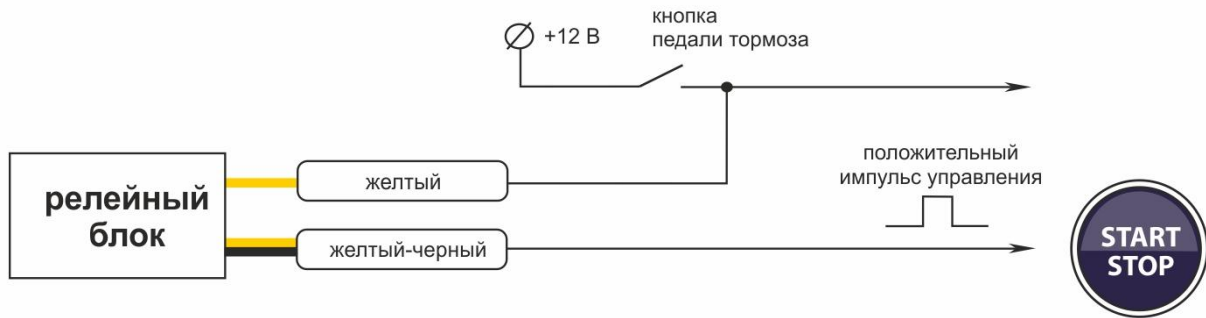 +12 В
кнопка
педали тормоза
релейный
блок
желтый
желтый-черный
положительный
импульс управления
START
STOP